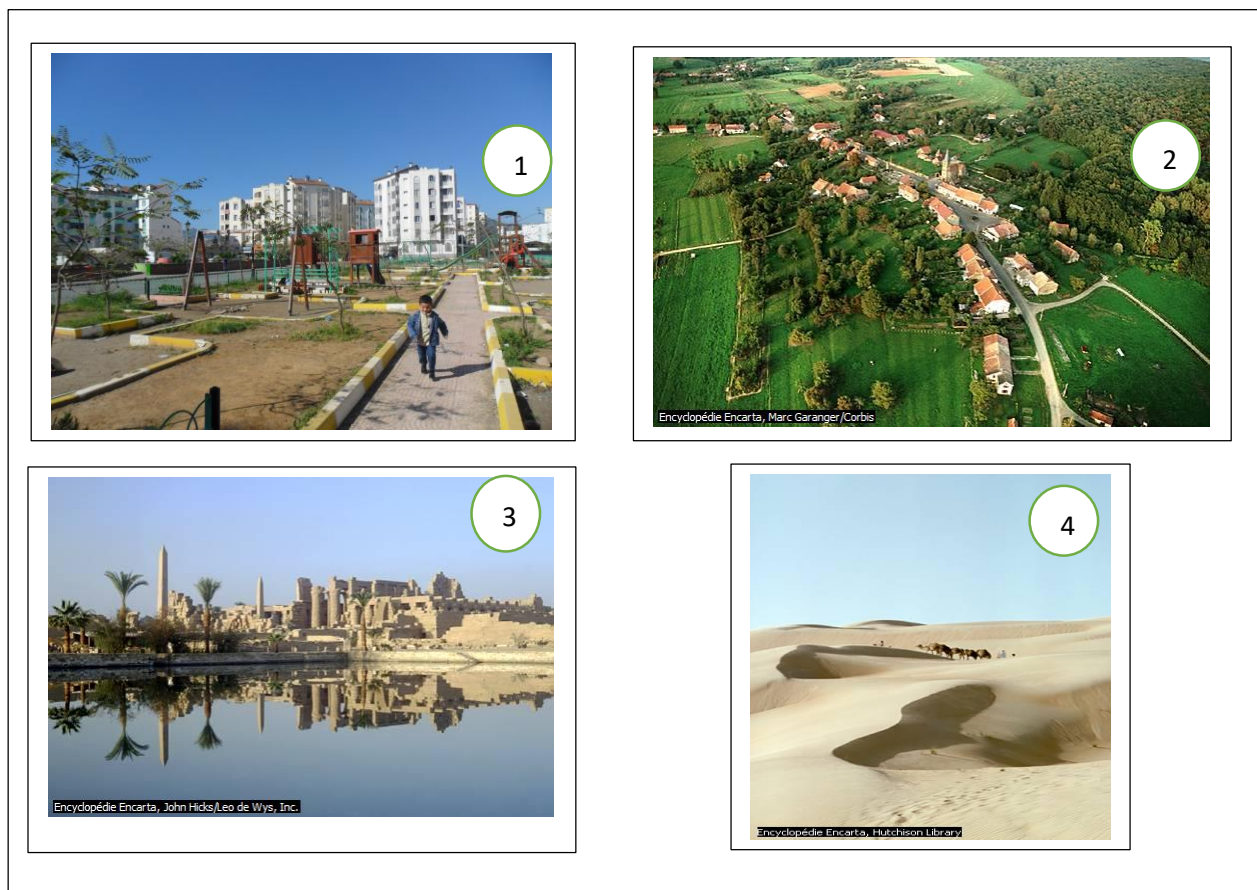 1
2
Encyclopédie Encarta, Marc Garanger/Corbis
3
Encyclopédie Encarta, John Hicks/Leo de Wys, Inc.
4
Encyclopédie Encarta, Hutchison Library